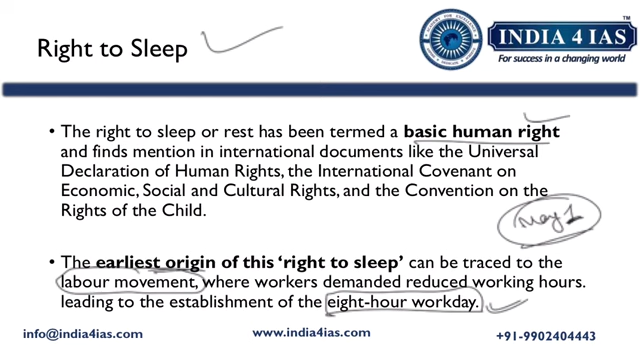 Right to Sleep
INDIA 4 IAS
TM
For success in a changing world
• The right to sleep or rest has been termed a basic human right
and finds mention in international documents like the Universal
Declaration of Human Rights, the International Covenant on
Economic, Social and Cultural Rights, and the Convention on the
Rights of the Child.
May 1
• The earliest origin of this ‘right to sleep’ can be traced to the
labour movement, where workers demanded reduced working hours.
leading to the establishment of the eight-hour workday.
info@india4ias.com
www.india4ias.com
+91-9902404443